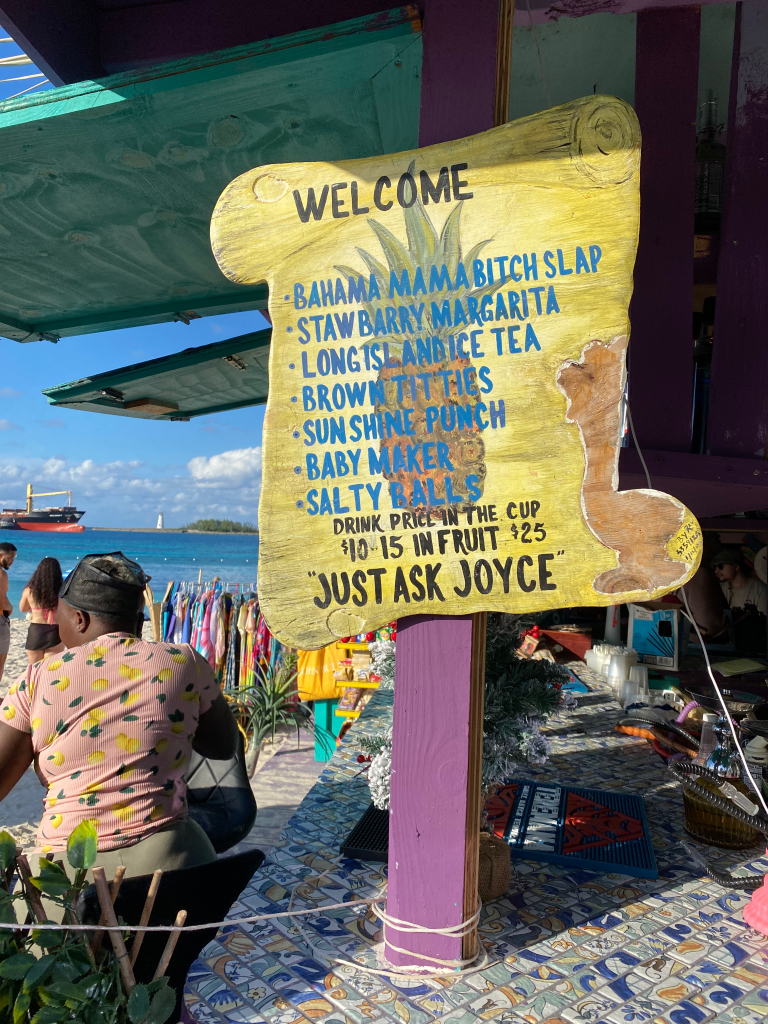 WELCOME
• BAHAMA MAMA BITCH SLAP
• STAWBARRY MARGARITA
• LONG ISLAND ICE TEA
• BROWN TITTIES
• SUNSHINE PUNCH
• BABY MAKER
• SALTY BALLS
DRINK PRICE IN THE CUP
$10-15 IN FRUIT $25
"JUST ASK JOYCE"